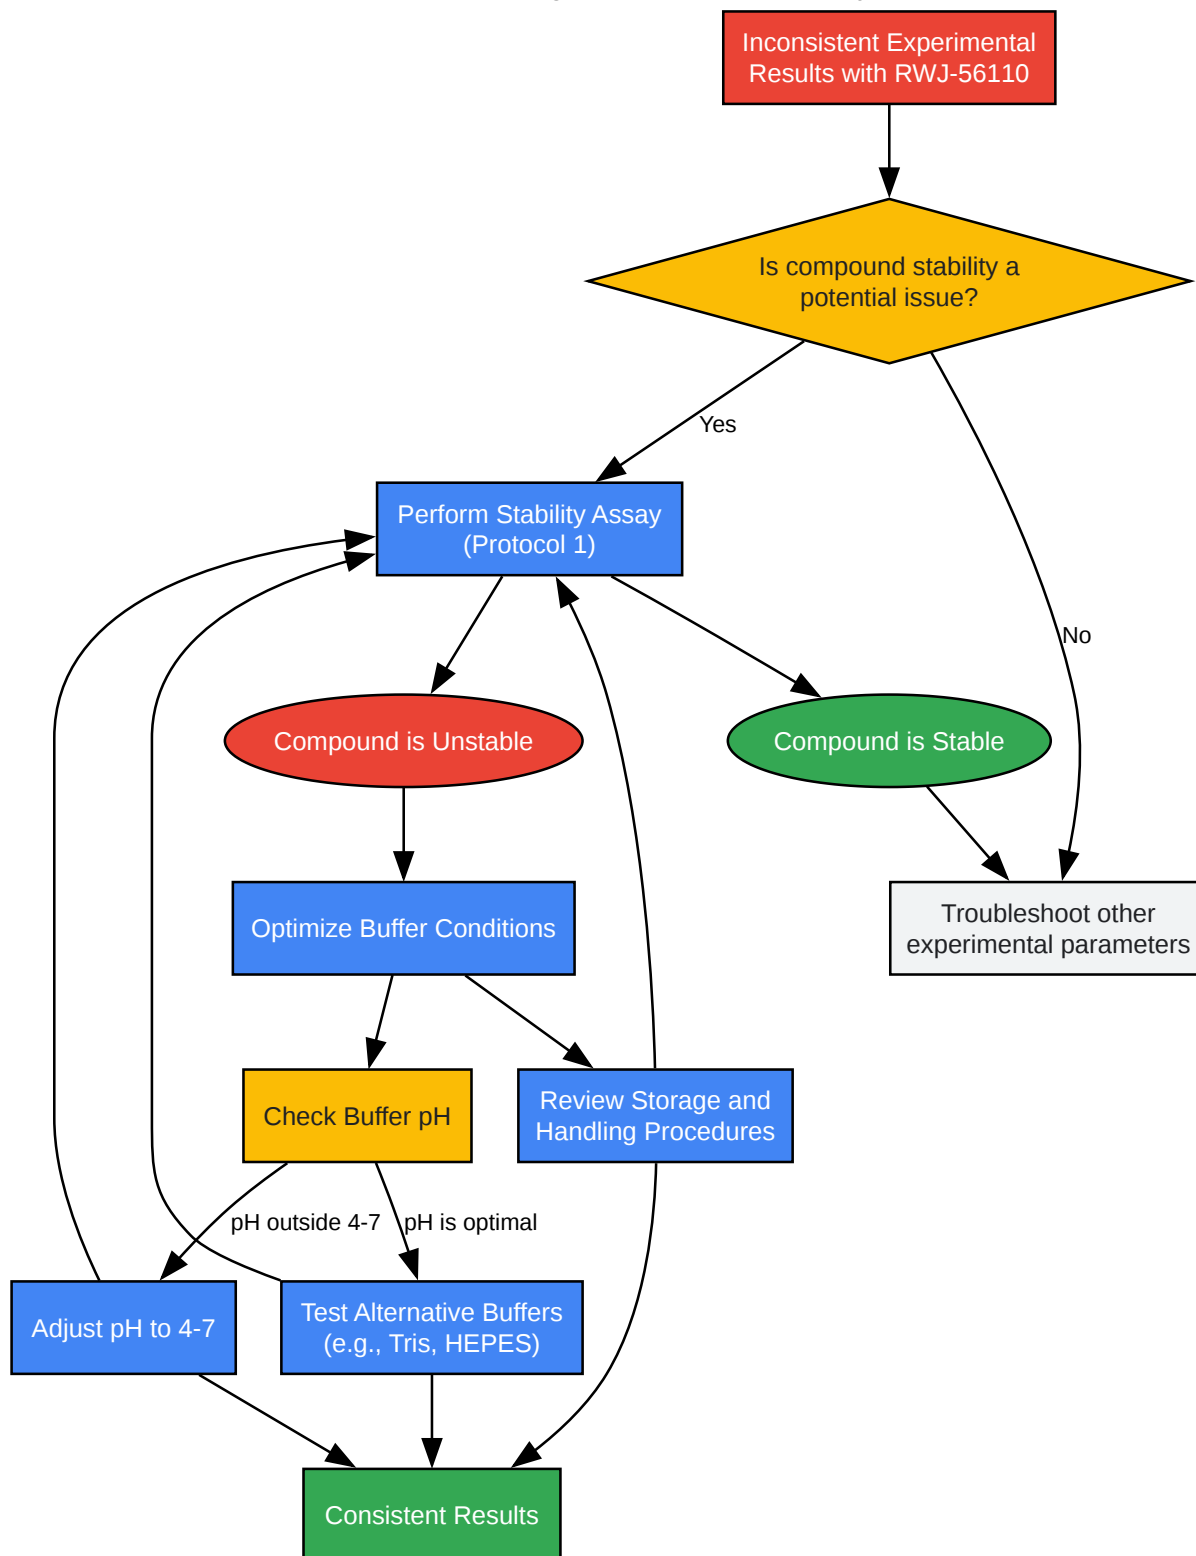 Inconsistent Experimental
Results with RWJ-56110
Is compound stability a
potential issue?
Yes
Perform Stability Assay
(Protocol 1)
No
Compound is Unstable
Compound is Stable
Optimize Buffer Conditions
Troubleshoot other
experimental parameters
Check Buffer pH
Review Storage and
Handling Procedures
pH outside 4-7
pH is optimal
Adjust pH to 4-7
Test Alternative Buffers
(e.g., Tris, HEPES)
Consistent Results